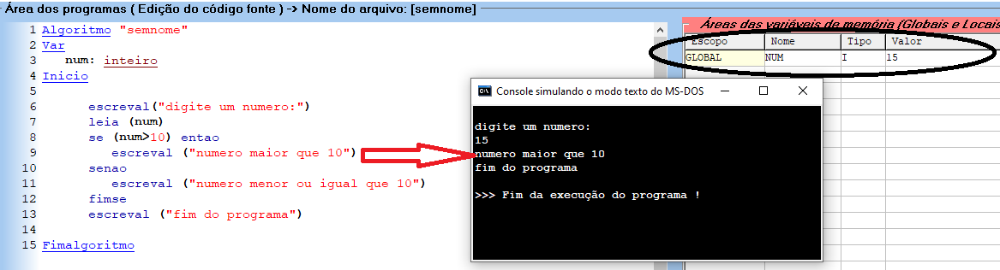 Área dos programas ( Edição do código fonte ) -> Nome do arquivo: [semnome]
1 Algoritmo "semnome"
2 Var
3 num: inteiro
4 Inicio
5
6 escreval("digite um numero:")
7 leia (num)
8 se (num>10) entao
9 escreval ("numero maior que 10")
10 senao
11 escreval ("numero menor ou igual que 10")
12 fimse
13 escreval ("fim do programa")
14
15 Fimalgoritmo
Áreas das variáveis de memória (Globais e Locais
Escopo Nome Tipo Valor
GLOBAL NUM I 15
C:\ Console simulando o modo texto do MS-DOS
digite um numero:
15
numero maior que 10
fim do programa
>>> Fim da execução do programa !